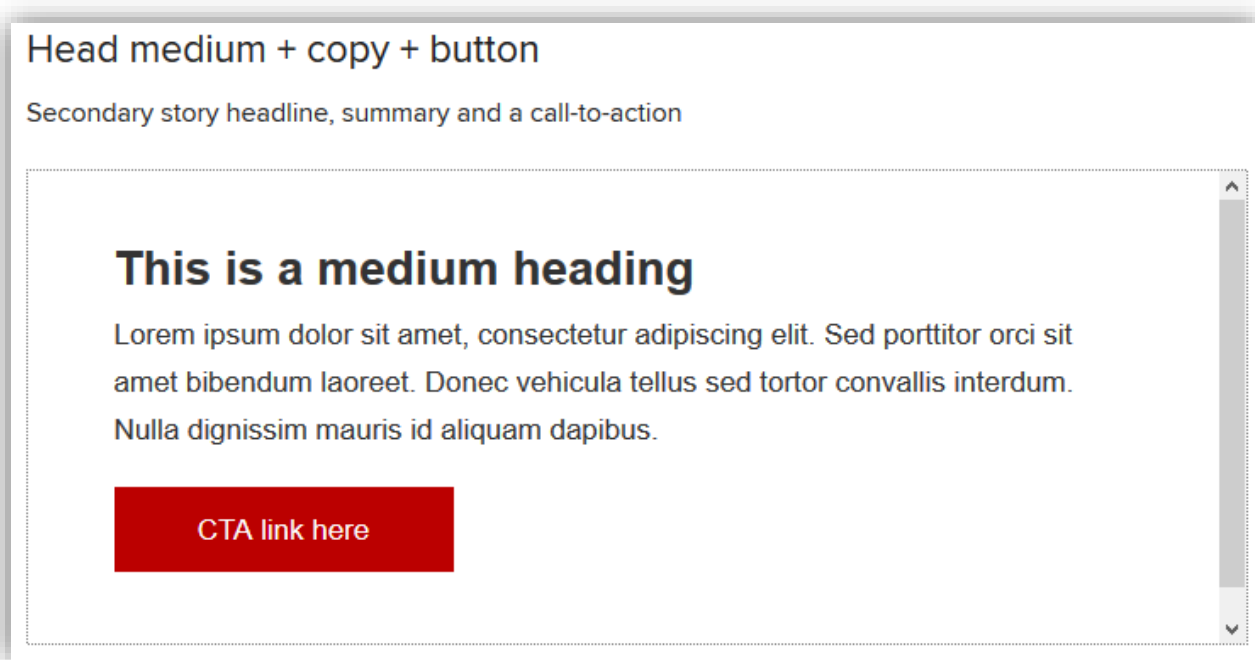 Head medium + copy + button
Secondary story headline, summary and a call-to-action
This is a medium heading
Lorem ipsum dolor sit amet, consectetur adipiscing elit. Sed porttitor orci sit
amet bibendum laoreet. Donec vehicula tellus sed tortor convallis interdum.
Nulla dignissim mauris id aliquam dapibus.
CTA link here